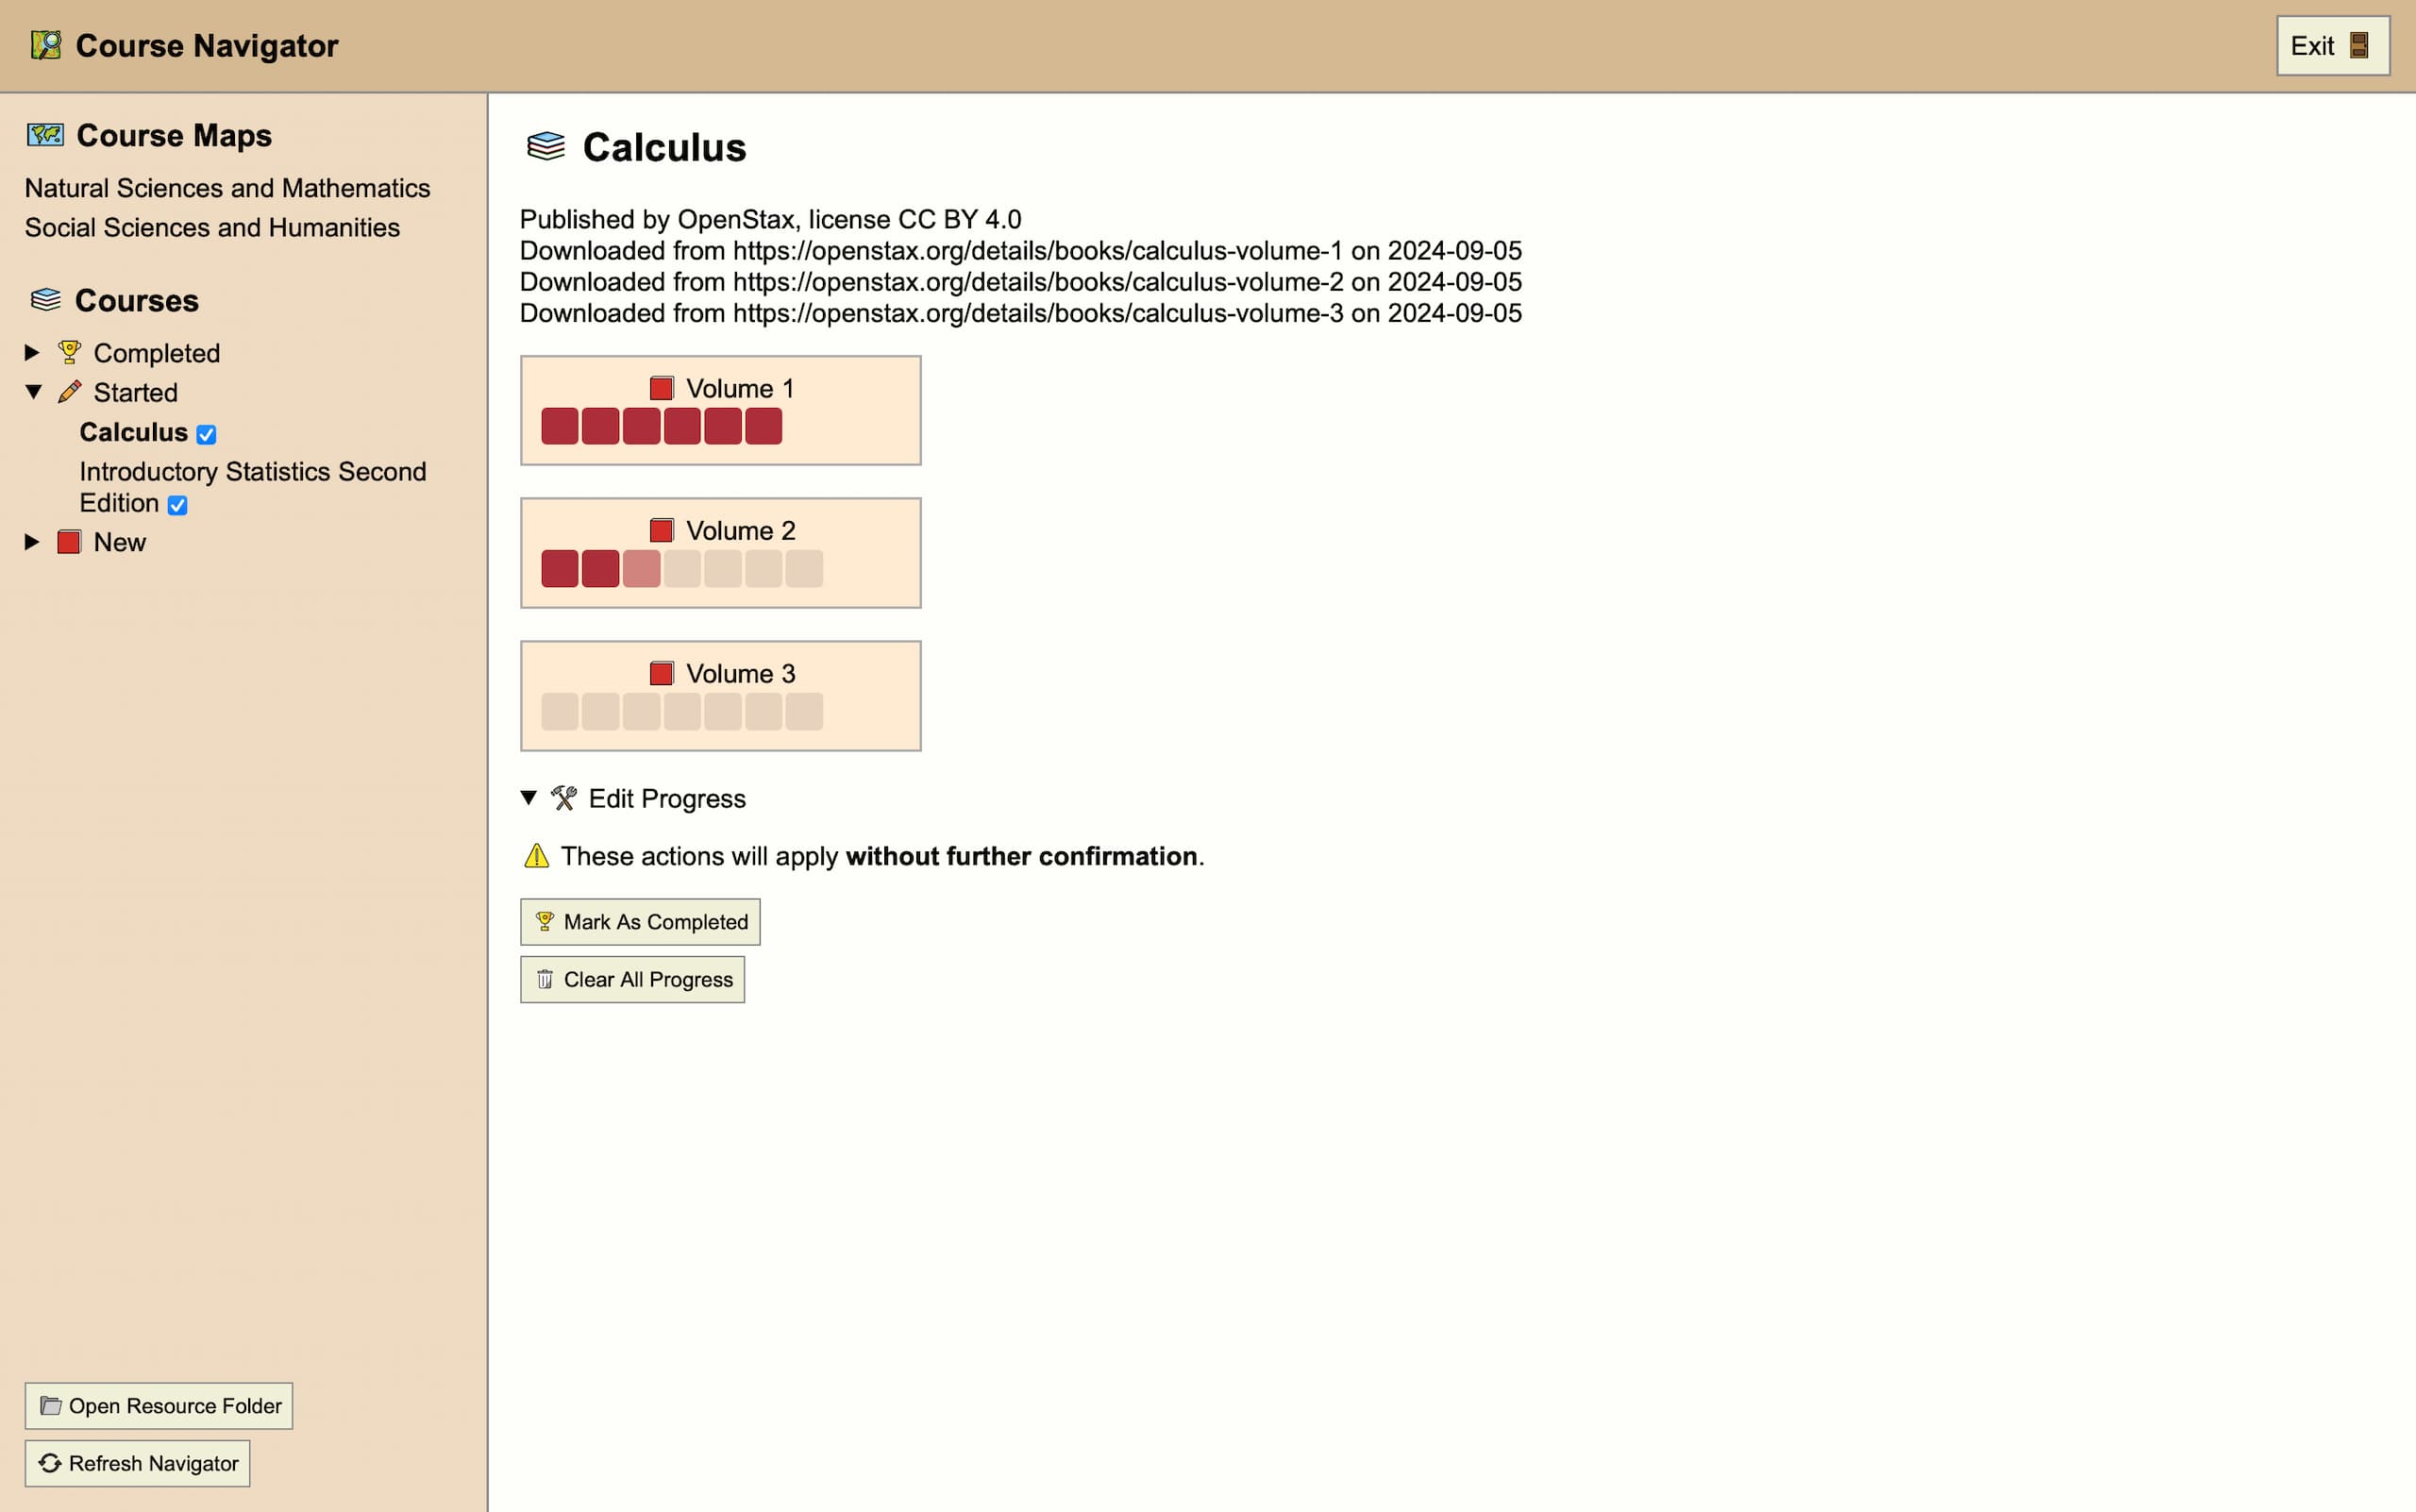 Course Navigator
Exit
Course Maps
Natural Sciences and Mathematics
Social Sciences and Humanities
Courses
Completed
Started
Calculus
Introductory Statistics Second
Edition
New
Open Resource Folder
Refresh Navigator
Calculus
Published by OpenStax, license CC BY 4.0
Downloaded from https://openstax.org/details/books/calculus-volume-1 on 2024-09-05
Downloaded from https://openstax.org/details/books/calculus-volume-2 on 2024-09-05
Downloaded from https://openstax.org/details/books/calculus-volume-3 on 2024-09-05
Volume 1
Volume 2
Volume 3
Edit Progress
These actions will apply without further confirmation.
Mark As Completed
Clear All Progress